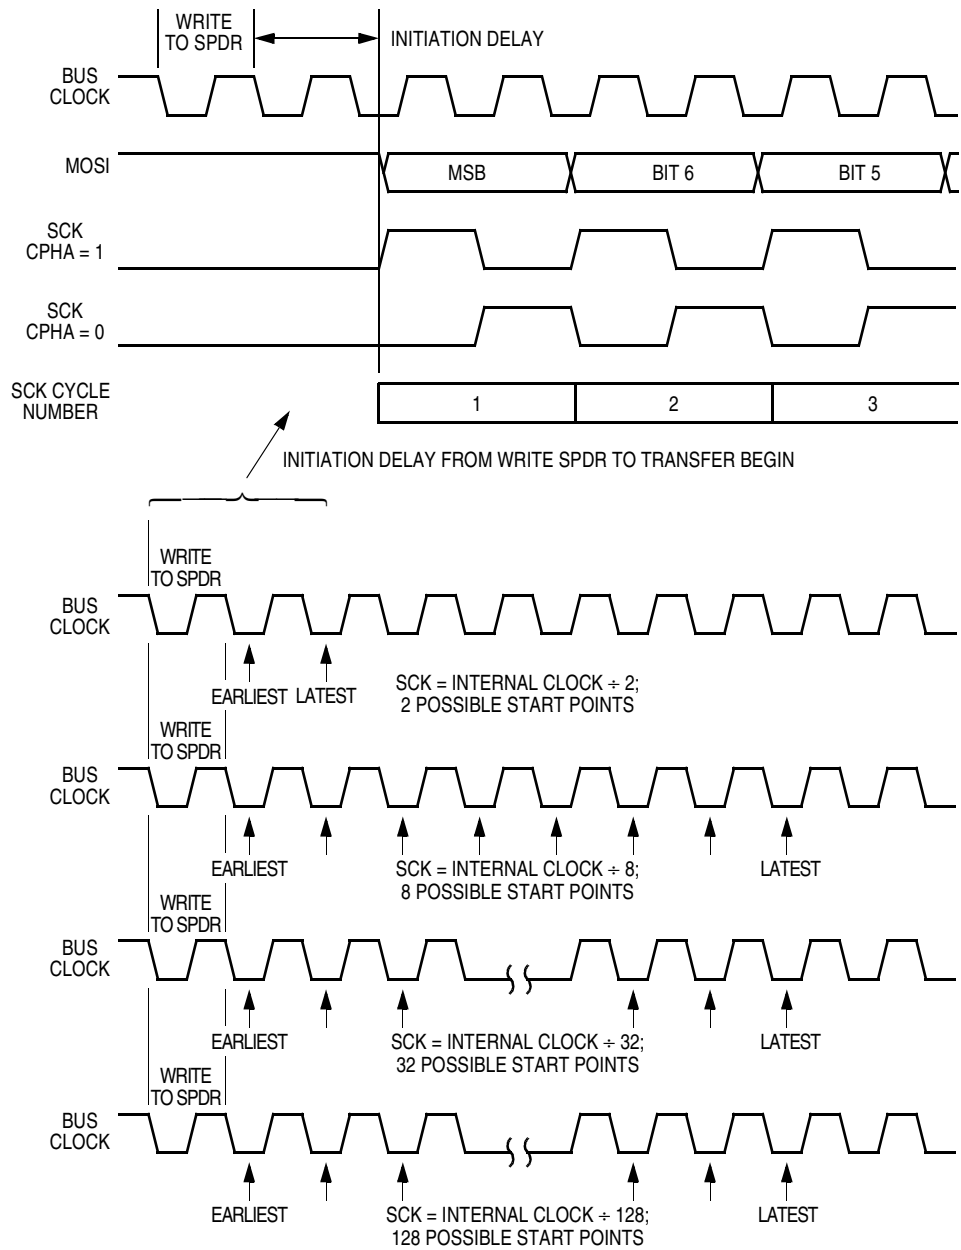 WRITE
TO SPDR
INITIATION DELAY
BUS
CLOCK
MOSI
MSB
BIT 6
BIT 5
SCK
CPHA = 1
SCK
CPHA = 0
SCK CYCLE
NUMBER
1
2
3
INITIATION DELAY FROM WRITE SPDR TO TRANSFER BEGIN
WRITE
TO SPDR
BUS
CLOCK
EARLIEST
LATEST
SCK = INTERNAL CLOCK ÷ 2;
2 POSSIBLE START POINTS
WRITE
TO SPDR
BUS
CLOCK
EARLIEST
SCK = INTERNAL CLOCK ÷ 8;
8 POSSIBLE START POINTS
LATEST
WRITE
TO SPDR
BUS
CLOCK
EARLIEST
SCK = INTERNAL CLOCK ÷ 32;
32 POSSIBLE START POINTS
LATEST
WRITE
TO SPDR
BUS
CLOCK
EARLIEST
SCK = INTERNAL CLOCK ÷ 128;
128 POSSIBLE START POINTS
LATEST